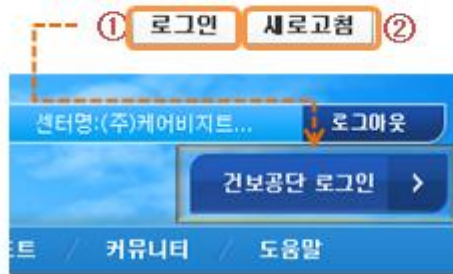 ① 로그인 새로고침 ②
센터명:(주)케어비지트... 로그아웃
건보공단 로그인 >
트 / 커뮤니티 / 도움말